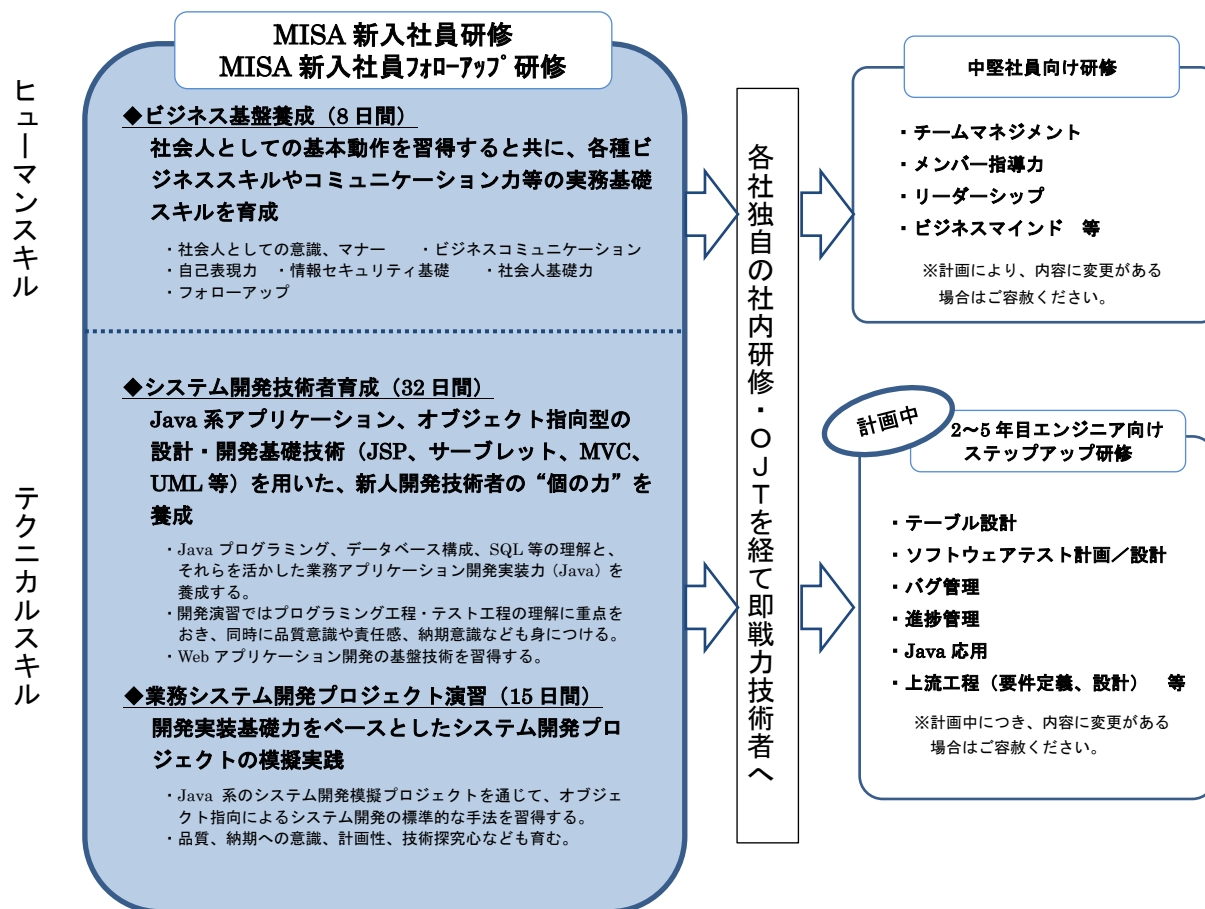 MISA 新入社員研修
MISA 新入社員ﾌｫﾛｰｱｯﾌﾟ研修
ヒューマンスキル
◆ビジネス基盤養成（8 日間）
社会人としての基本動作を習得すると共に、各種ビ
ジネススキルやコミュニケーション力等の実務基礎
スキルを育成
・社会人としての意識、マナー　・ビジネスコミュニケーション
・自己表現力　・情報セキュリティ基礎　・社会人基礎力
・フォローアップ
テクニカルスキル
◆システム開発技術者育成（32 日間）
Java 系アプリケーション、オブジェクト指向型の
設計・開発基礎技術（JSP、サーブレット、MVC、
UML 等）を用いた、新人開発技術者の“個の力”を
養成
・Java プログラミング、データベース構成、SQL 等の理解と、
それらを活かした業務アプリケーション開発実装力（Java）を
養成する。
・開発演習ではプログラミング工程・テスト工程の理解に重点を
おき、同時に品質意識や責任感、納期意識なども身につける。
・Web アプリケーション開発の基盤技術を習得する。
◆業務システム開発プロジェクト演習（15 日間）
開発実装基礎力をベースとしたシステム開発プロ
ジェクトの模擬実践
・Java 系のシステム開発模擬プロジェクトを通じて、オブジェ
クト指向によるシステム開発の標準的な手法を習得する。
・品質、納期への意識、計画性、技術探究心なども育む。
各社独自の社内研修・ＯＪＴを経て即戦力技術者へ
中堅社員向け研修
・チームマネジメント
・メンバー指導力
・リーダーシップ
・ビジネスマインド　等
※計画により、内容に変更がある
場合はご容赦ください。
計画中
2～5 年目エンジニア向け
ステップアップ研修
・テーブル設計
・ソフトウェアテスト計画／設計
・バグ管理
・進捗管理
・Java 応用
・上流工程（要件定義、設計）　等
※計画中につき、内容に変更がある
場合はご容赦ください。